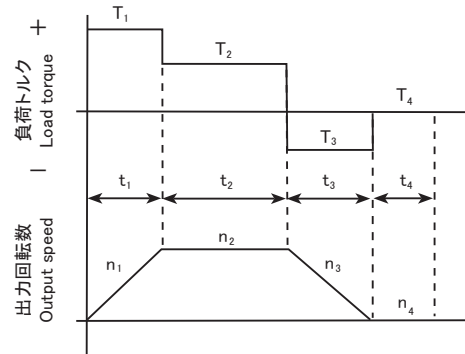 +
T₁
T₂
T₃
T₄
負荷トルク
Load torque
−
t₁
t₂
t₃
t₄
出力回転数
Output speed
n₁
n₂
n₃
n₄